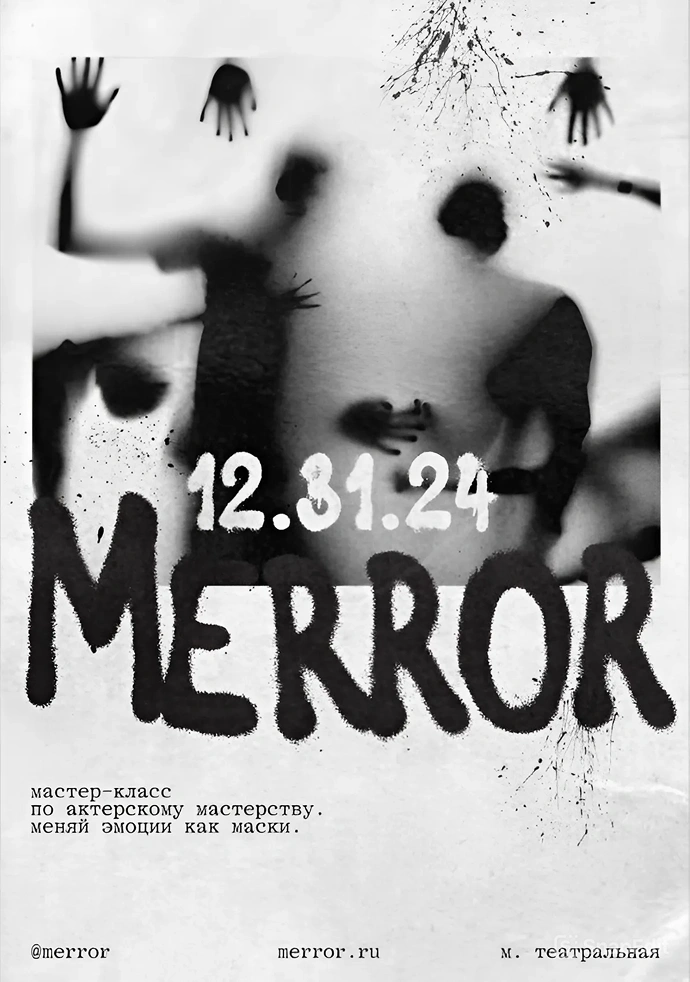 12.31.24
MERROR
мастер-класс
по актерскому мастерству.
меняй эмоции как маски.
@merror
merror.ru
м. театральная